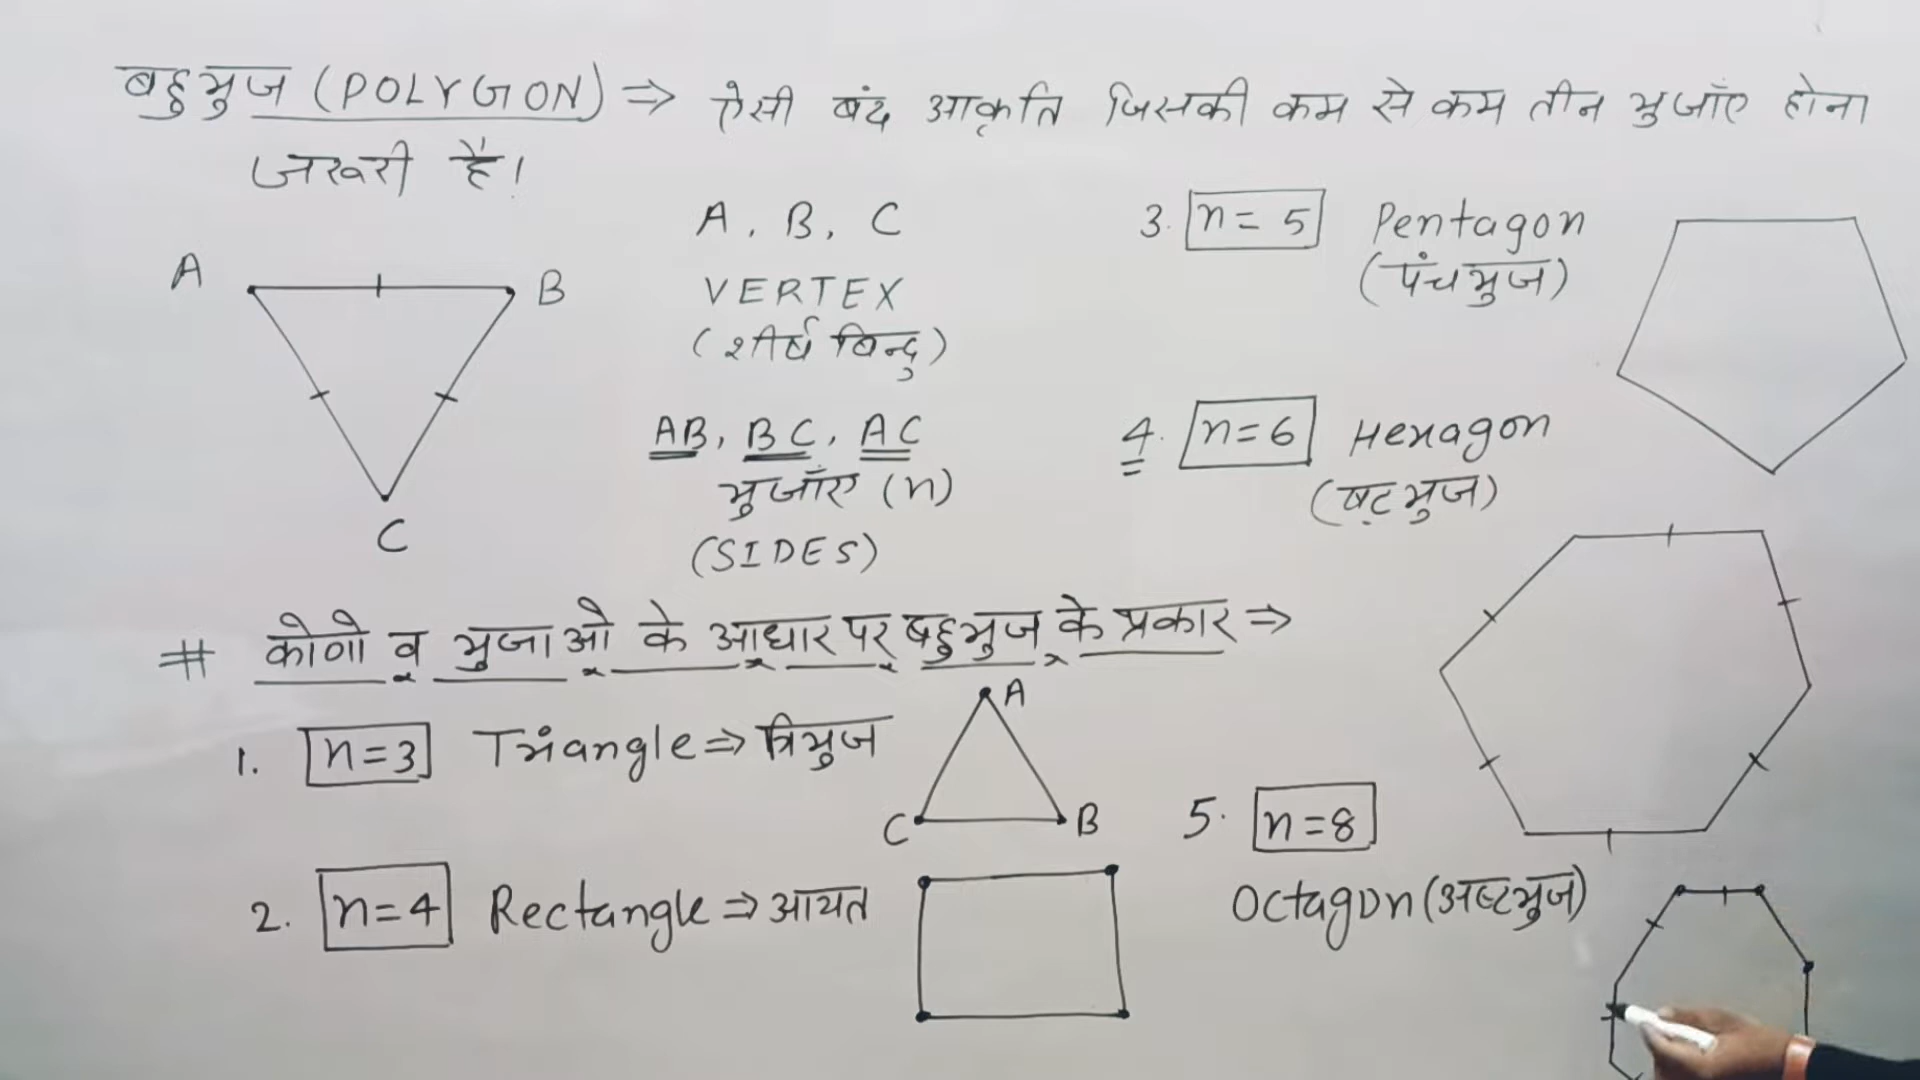 बहुभुज (POLYGON) ⇒ ऐसी बंद आकृति जिसकी कम से कम तीन भुजाँए होना
जरुरी है।
A B
C
A, B, C
VERTEX
(शीर्ष बिन्दु)
AB, BC, AC
भुजाँए (n)
(SIDES)
3. n = 5 Pentagon
(पंचभुज)
4. n=6 Hexagon
(षट्भुज)
# कोणो व भुजाओ के आधार पर बहुभुज के प्रकार ⇒
1. n=3 Triangle ⇒ त्रिभुज
A
C B
2. n=4 Rectangle ⇒ आयत
5. n=8
Octagon (अष्टभुज)